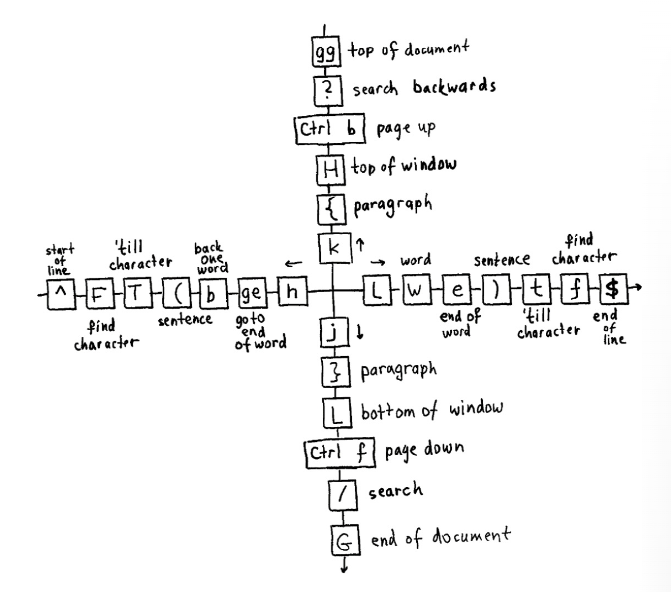 gg top of document
? search backwards
Ctrl b page up
H top of window
{ paragraph
k ↑
start of line
'till character
back one word
← →
word
sentence
find character
^ F T ( b ge h L w e ) t f $
find character
sentence
goto end of word
end of word
'till character
end of line
j ↓
} paragraph
L bottom of window
Ctrl f page down
/ search
G end of document